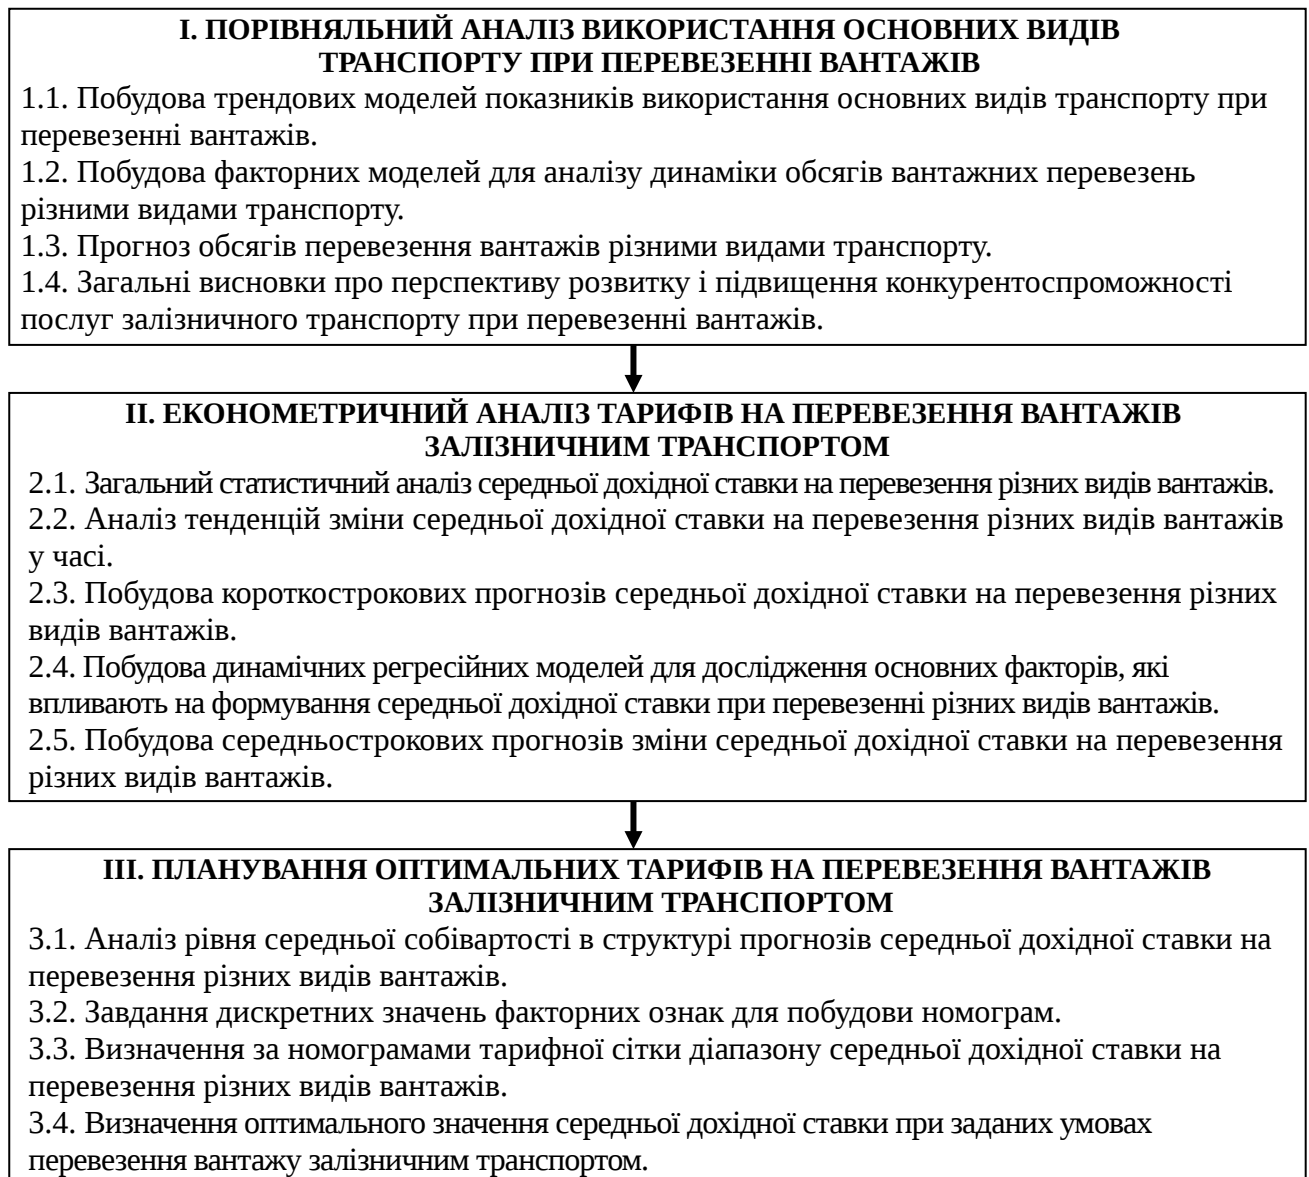 І. ПОРІВНЯЛЬНИЙ АНАЛІЗ ВИКОРИСТАННЯ ОСНОВНИХ ВИДІВ
ТРАНСПОРТУ ПРИ ПЕРЕВЕЗЕННІ ВАНТАЖІВ
1.1. Побудова трендових моделей показників використання основних видів транспорту при
перевезенні вантажів.
1.2. Побудова факторних моделей для аналізу динаміки обсягів вантажних перевезень
різними видами транспорту.
1.3. Прогноз обсягів перевезення вантажів різними видами транспорту.
1.4. Загальні висновки про перспективу розвитку і підвищення конкурентоспроможності
послуг залізничного транспорту при перевезенні вантажів.
ІІ. ЕКОНОМЕТРИЧНИЙ АНАЛІЗ ТАРИФІВ НА ПЕРЕВЕЗЕННЯ ВАНТАЖІВ
ЗАЛІЗНИЧНИМ ТРАНСПОРТОМ
2.1. Загальний статистичний аналіз середньої дохідної ставки на перевезення різних видів вантажів.
2.2. Аналіз тенденцій зміни середньої дохідної ставки на перевезення різних видів вантажів
у часі.
2.3. Побудова короткострокових прогнозів середньої дохідної ставки на перевезення різних
видів вантажів.
2.4. Побудова динамічних регресійних моделей для дослідження основних факторів, які
впливають на формування середньої дохідної ставки при перевезенні різних видів вантажів.
2.5. Побудова середньострокових прогнозів зміни середньої дохідної ставки на перевезення
різних видів вантажів.
ІІІ. ПЛАНУВАННЯ ОПТИМАЛЬНИХ ТАРИФІВ НА ПЕРЕВЕЗЕННЯ ВАНТАЖІВ
ЗАЛІЗНИЧНИМ ТРАНСПОРТОМ
3.1. Аналіз рівня середньої собівартості в структурі прогнозів середньої дохідної ставки на
перевезення різних видів вантажів.
3.2. Завдання дискретних значень факторних ознак для побудови номограм.
3.3. Визначення за номограмами тарифної сітки діапазону середньої дохідної ставки на
перевезення різних видів вантажів.
3.4. Визначення оптимального значення середньої дохідної ставки при заданих умовах
перевезення вантажу залізничним транспортом.